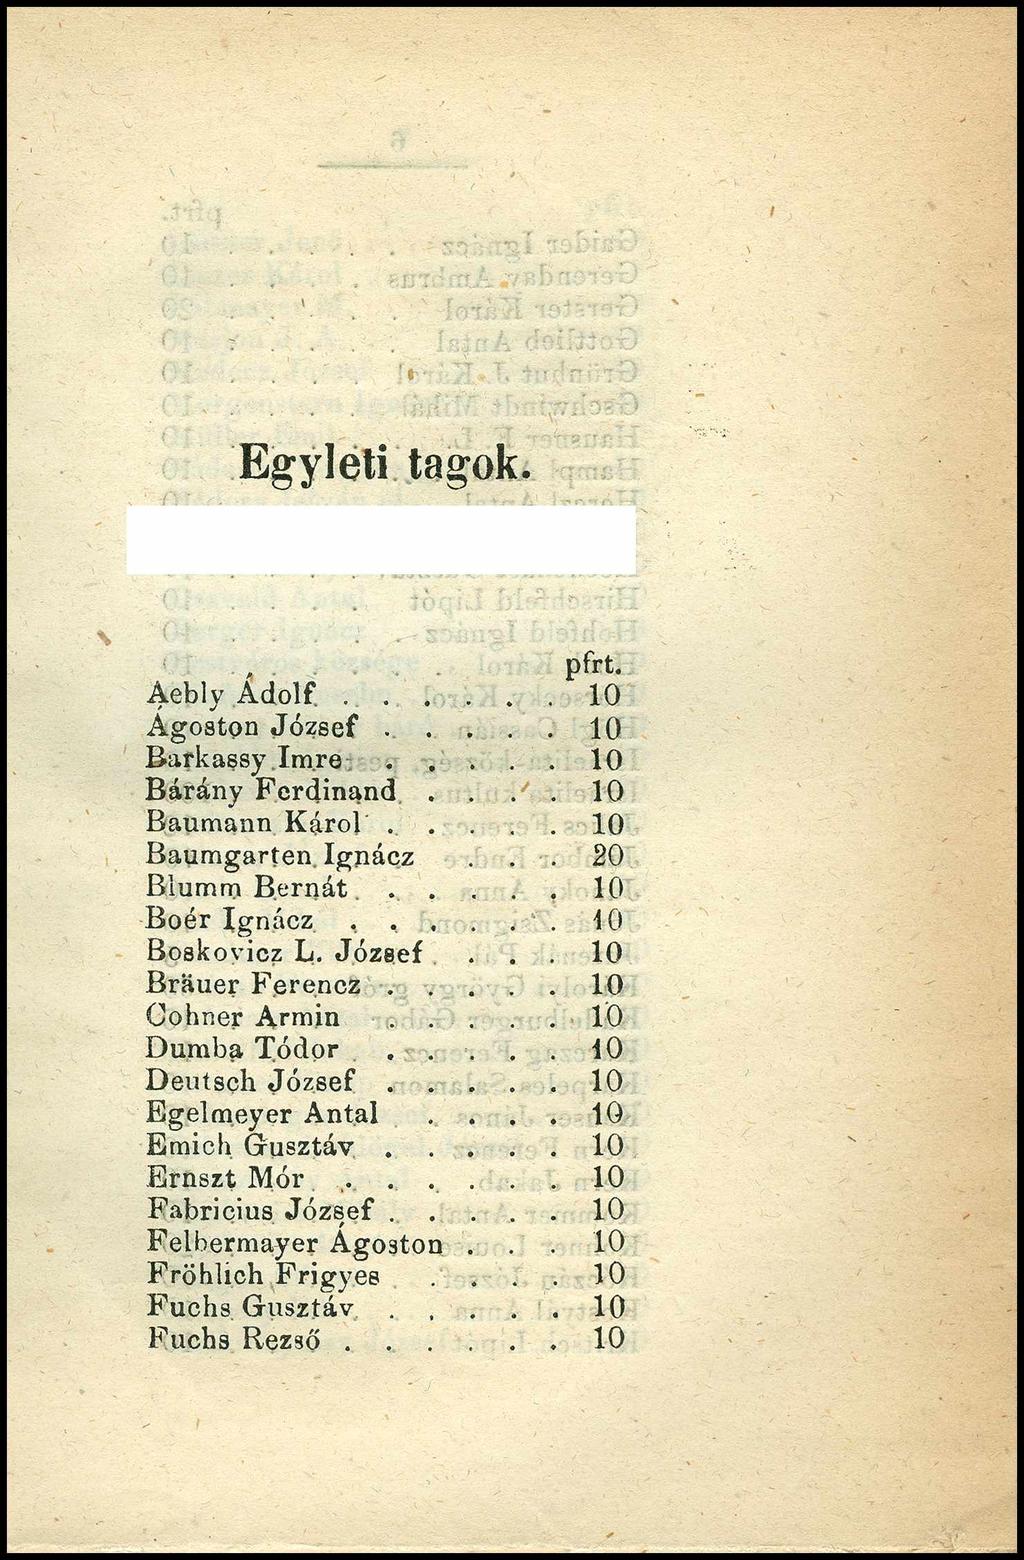 Egyleti tagok.
pfrt.
Aebly Ádolf . . . . . . 10
Ágoston József . . . . . 10
Barkassy Imre . . . . . 10
Bárány Ferdinand . . . . 10
Baumann Károl . . . . . 10
Baumgarten Ignácz . . . 20
Blumm Bernát . . . . . 10
Boér Ignácz . . . . . . 10
Boskovicz L. József . . . 10
Bräuer Ferencz . . . . . 10
Cohner Armin . . . . . 10
Dumba Tódor . . . . . 10
Deutsch József . . . . . 10
Egelmeyer Antal . . . . 10
Emich Gusztáv . . . . . 10
Ernszt Mór . . . . . . 10
Fabricius József . . . . . 10
Felbermayer Ágoston . . . 10
Fröhlich Frigyes . . . . 10
Fuchs Gusztáv . . . . . 10
Fuchs Rezső . . . . . . 10